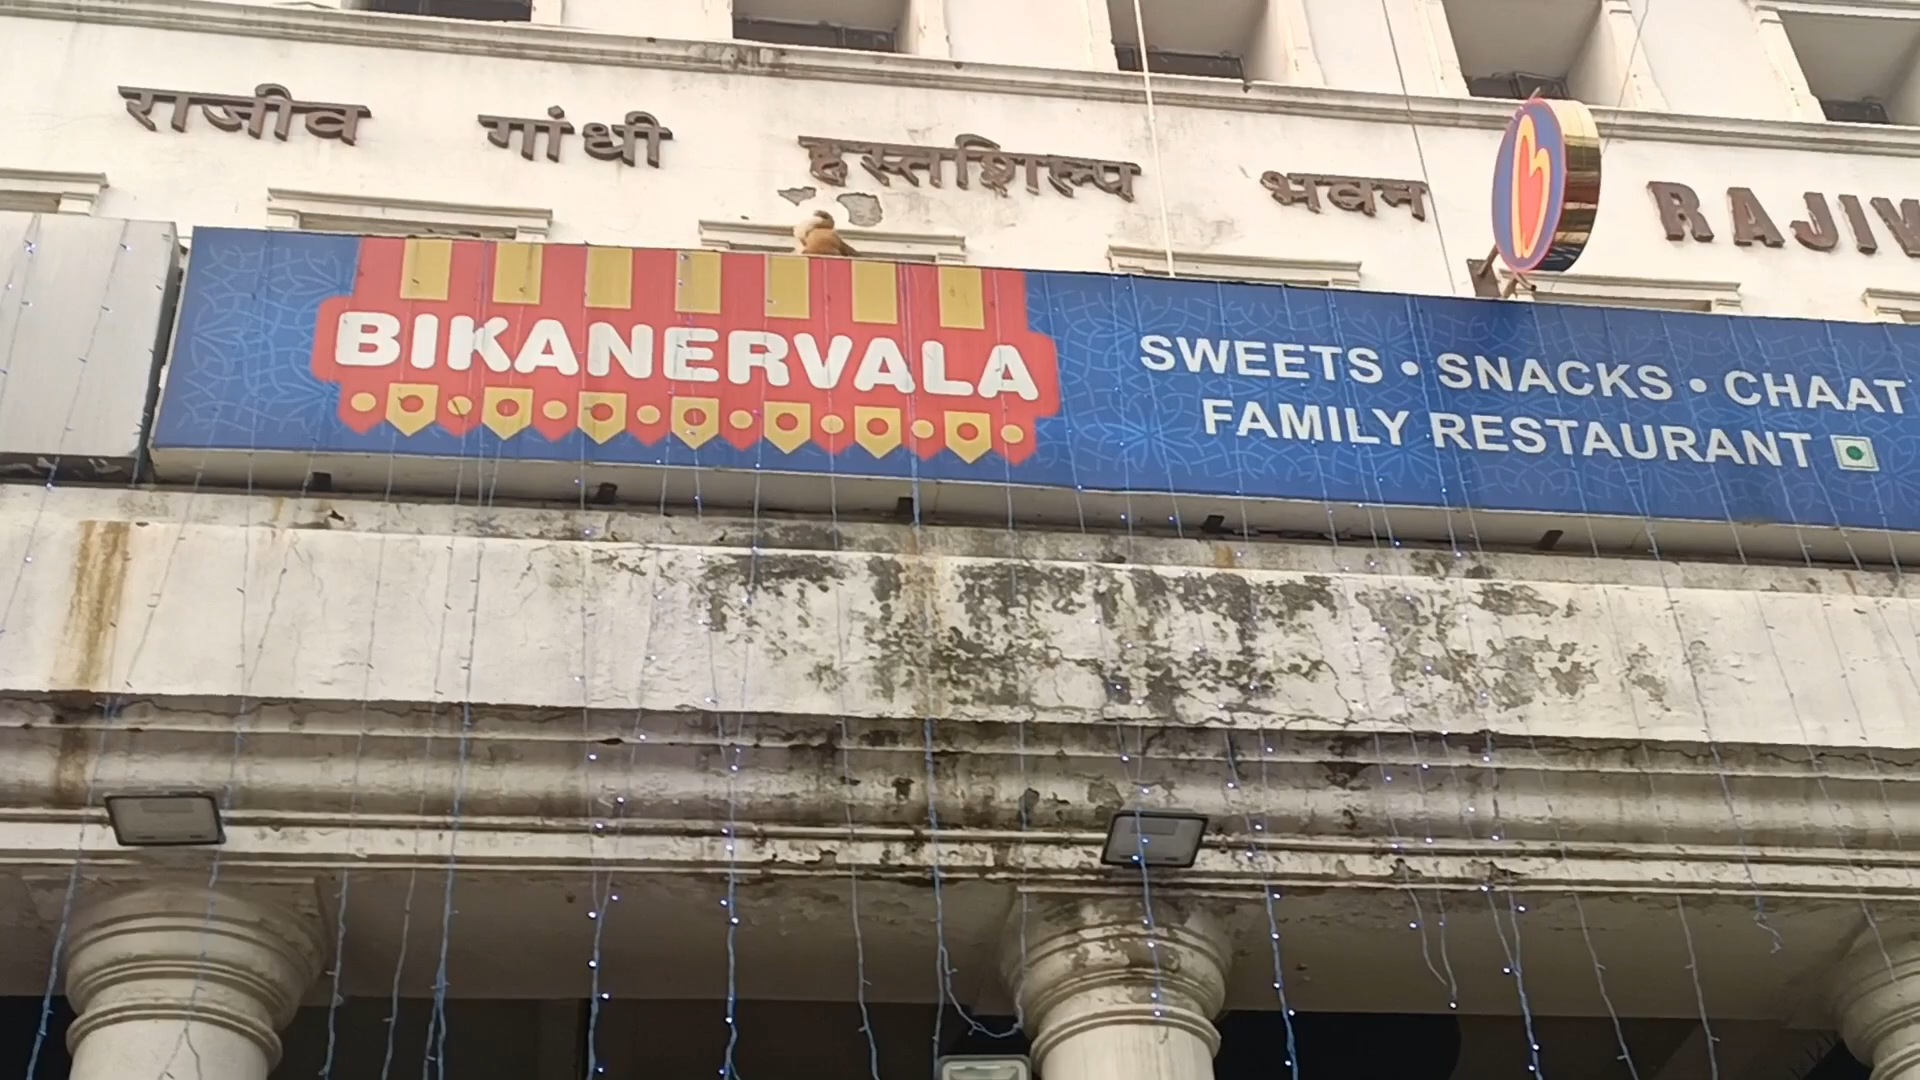 राजीव गांधी हस्तशिल्प भवन RAJIV
BIKANERVALA
SWEETS • SNACKS • CHAAT
FAMILY RESTAURANT